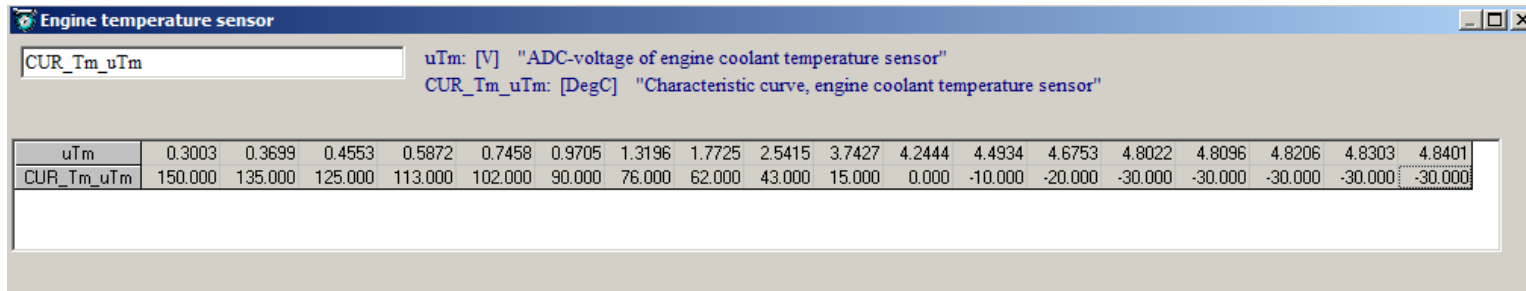 Engine temperature sensor
CUR_Tm_uTm
uTm: [V] "ADC-voltage of engine coolant temperature sensor"
CUR_Tm_uTm: [DegC] "Characteristic curve, engine coolant temperature sensor"
uTm 0.3003 0.3699 0.4553 0.5872 0.7458 0.9705 1.3196 1.7725 2.5415 3.7427 4.2444 4.4934 4.6753 4.8022 4.8096 4.8206 4.8303 4.8401
CUR_Tm_uTm 150.000 135.000 125.000 113.000 102.000 90.000 76.000 62.000 43.000 15.000 0.000 -10.000 -20.000 -30.000 -30.000 -30.000 -30.000 -30.000